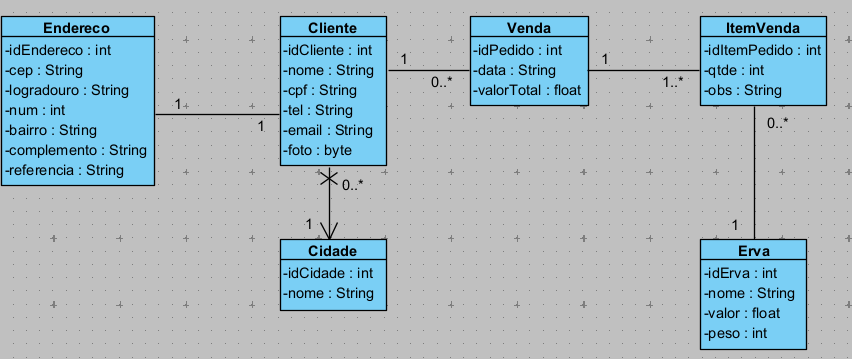 Endereco
-idEndereco : int
-cep : String
-logradouro : String
-num : int
-bairro : String
-complemento : String
-referencia : String
1
1
Cliente
-idCliente : int
-nome : String
-cpf : String
-tel : String
-email : String
-foto : byte
1
0..*
Venda
-idPedido : int
-data : String
-valorTotal : float
1
1..*
ItemVenda
-idItemPedido : int
-qtde : int
-obs : String
0..*
1
0..*
1
Cidade
-idCidade : int
-nome : String
Erva
-idErva : int
-nome : String
-valor : float
-peso : int